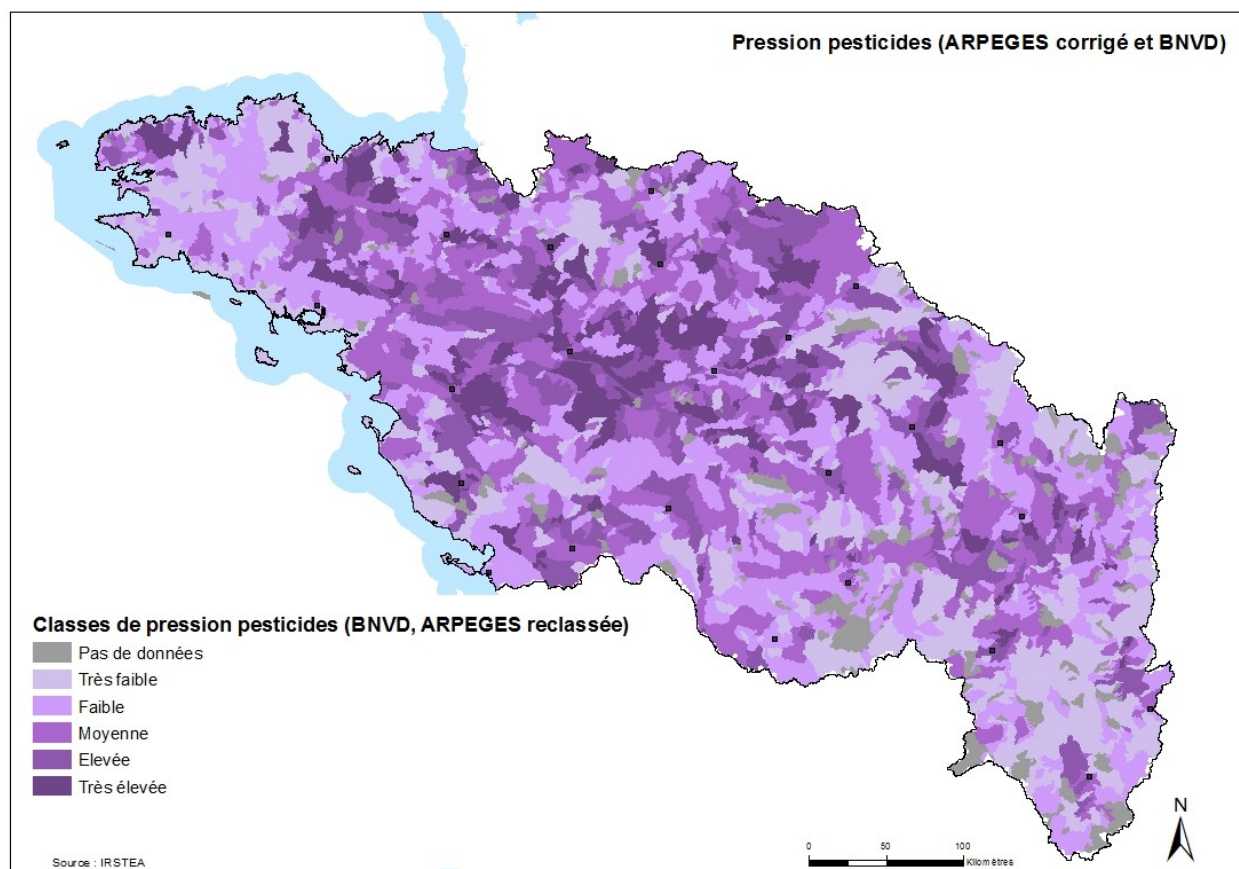 Pression pesticides (ARPEGES corrigé et BNVD)
Classes de pression pesticides (BNVD, ARPEGES reclassée)
Pas de données
Très faible
Faible
Moyenne
Elevée
Très élevée
N
0 50 100
Kilomètres
Source : IRSTEA